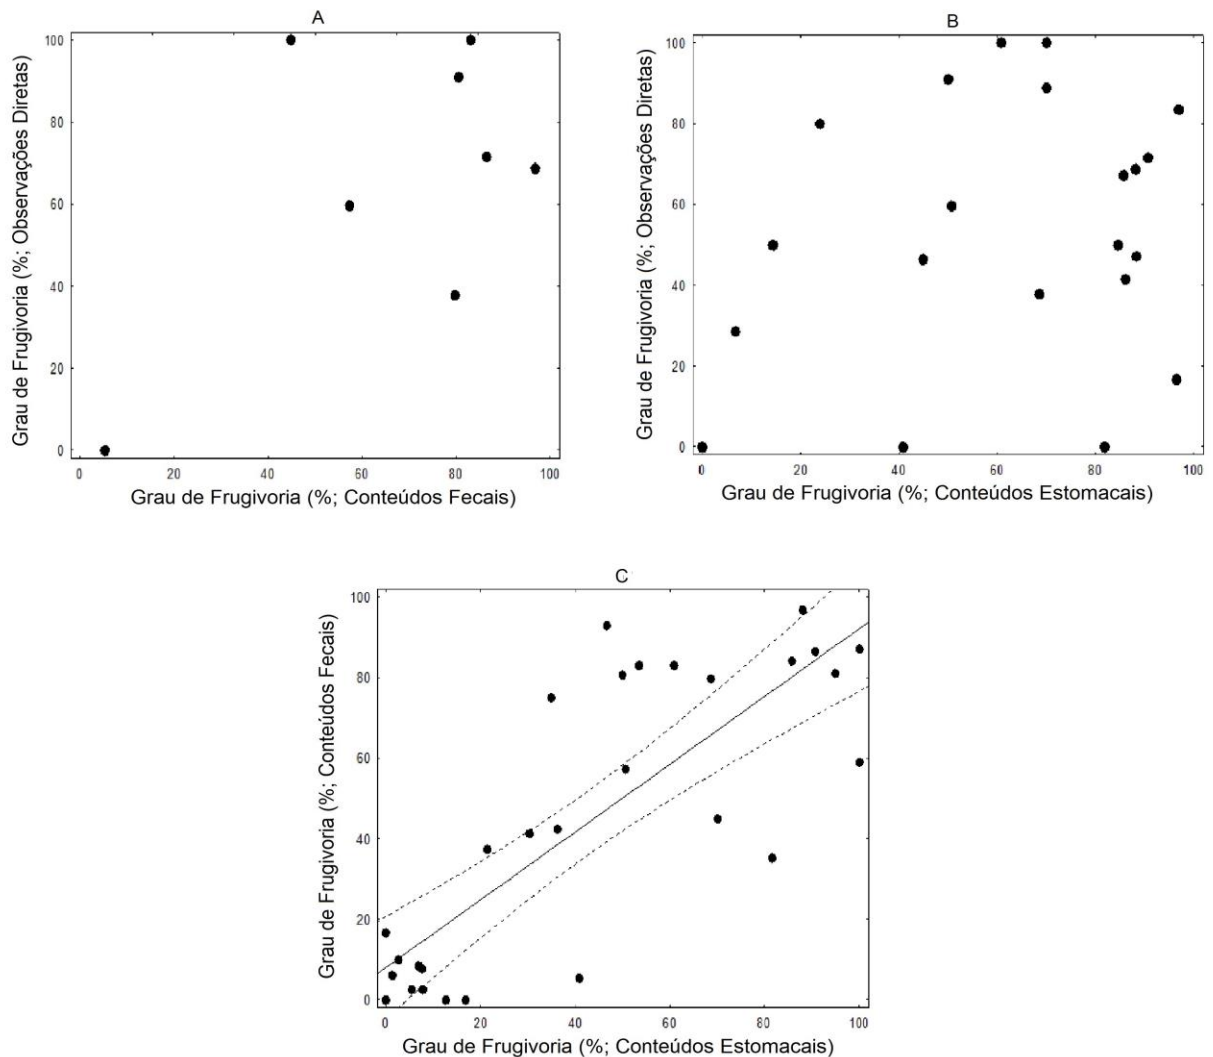 A
100
80
60
40
20
0
0 20 40 60 80 100
Grau de Frugivoria (%; Observações Diretas)
Grau de Frugivoria (%; Conteúdos Fecais)
B
100
80
60
40
20
0
0 20 40 60 80 100
Grau de Frugivoria (%; Observações Diretas)
Grau de Frugivoria (%; Conteúdos Estomacais)
C
100
80
60
40
20
0
0 20 40 60 80 100
Grau de Frugivoria (%; Conteúdos Fecais)
Grau de Frugivoria (%; Conteúdos Estomacais)